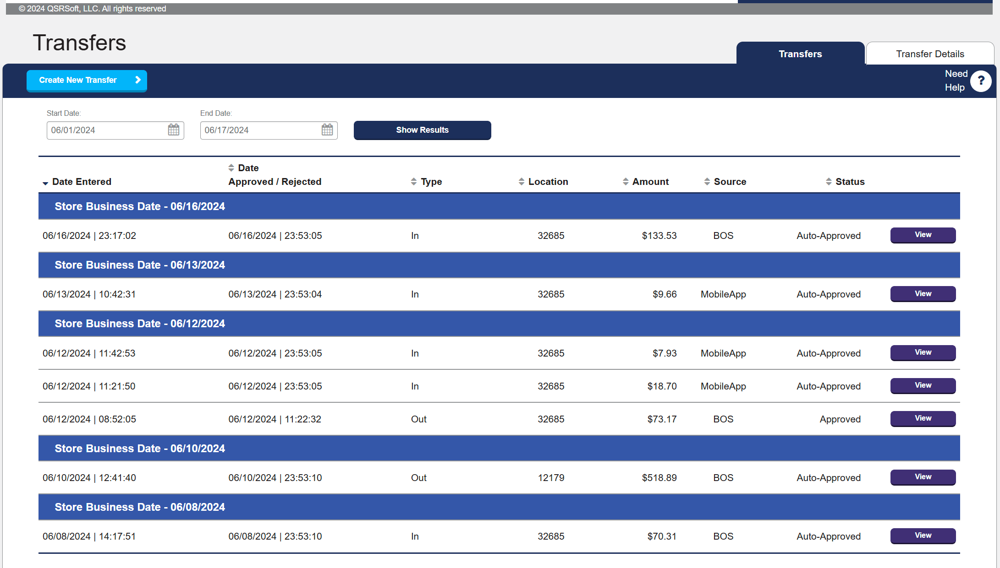 © 2024 QSRSoft, LLC. All rights reserved
Transfers
Transfers
Transfer Details
Create New Transfer
Need
Help
?
Start Date:
End Date:
06/01/2024
06/17/2024
Show Results
Date Entered
Date
Approved / Rejected
Type
Location
Amount
Source
Status
Store Business Date - 06/16/2024
06/16/2024 | 23:17:02 06/16/2024 | 23:53:05 In 32685 $133.53 BOS Auto-Approved View
Store Business Date - 06/13/2024
06/13/2024 | 10:42:31 06/13/2024 | 23:53:04 In 32685 $9.66 MobileApp Auto-Approved View
Store Business Date - 06/12/2024
06/12/2024 | 11:42:53 06/12/2024 | 23:53:05 In 32685 $7.93 MobileApp Auto-Approved View
06/12/2024 | 11:21:50 06/12/2024 | 23:53:05 In 32685 $18.70 MobileApp Auto-Approved View
06/12/2024 | 08:52:05 06/12/2024 | 11:22:32 Out 32685 $73.17 BOS Approved View
Store Business Date - 06/10/2024
06/10/2024 | 12:41:40 06/10/2024 | 23:53:10 Out 12179 $518.89 BOS Auto-Approved View
Store Business Date - 06/08/2024
06/08/2024 | 14:17:51 06/08/2024 | 23:53:10 In 32685 $70.31 BOS Auto-Approved View